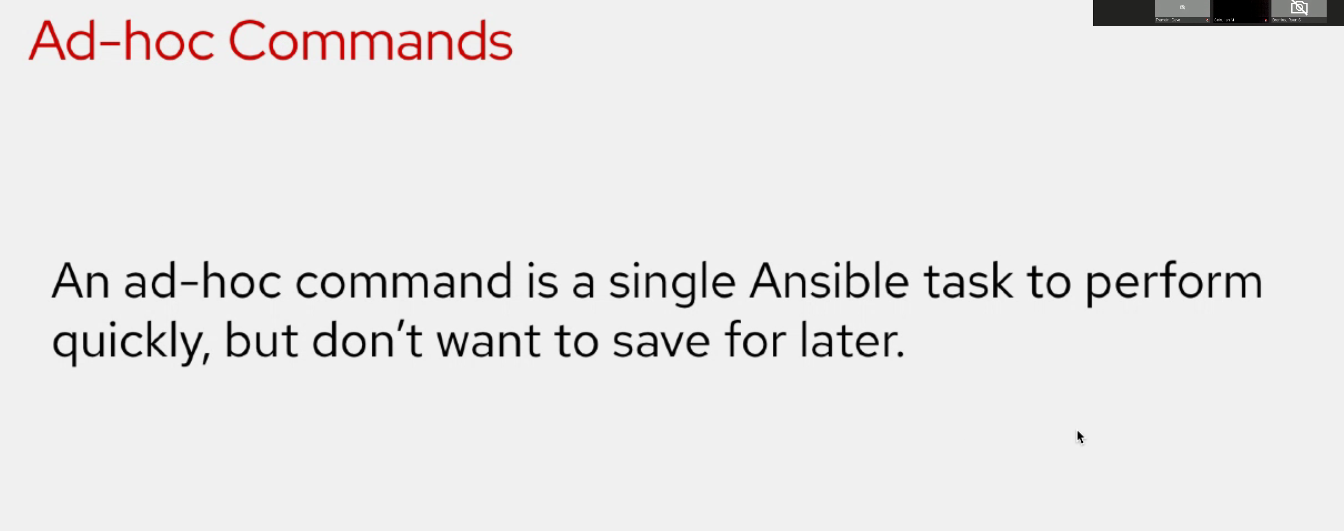 Ad-hoc Commands
An ad-hoc command is a single Ansible task to perform
quickly, but don’t want to save for later.